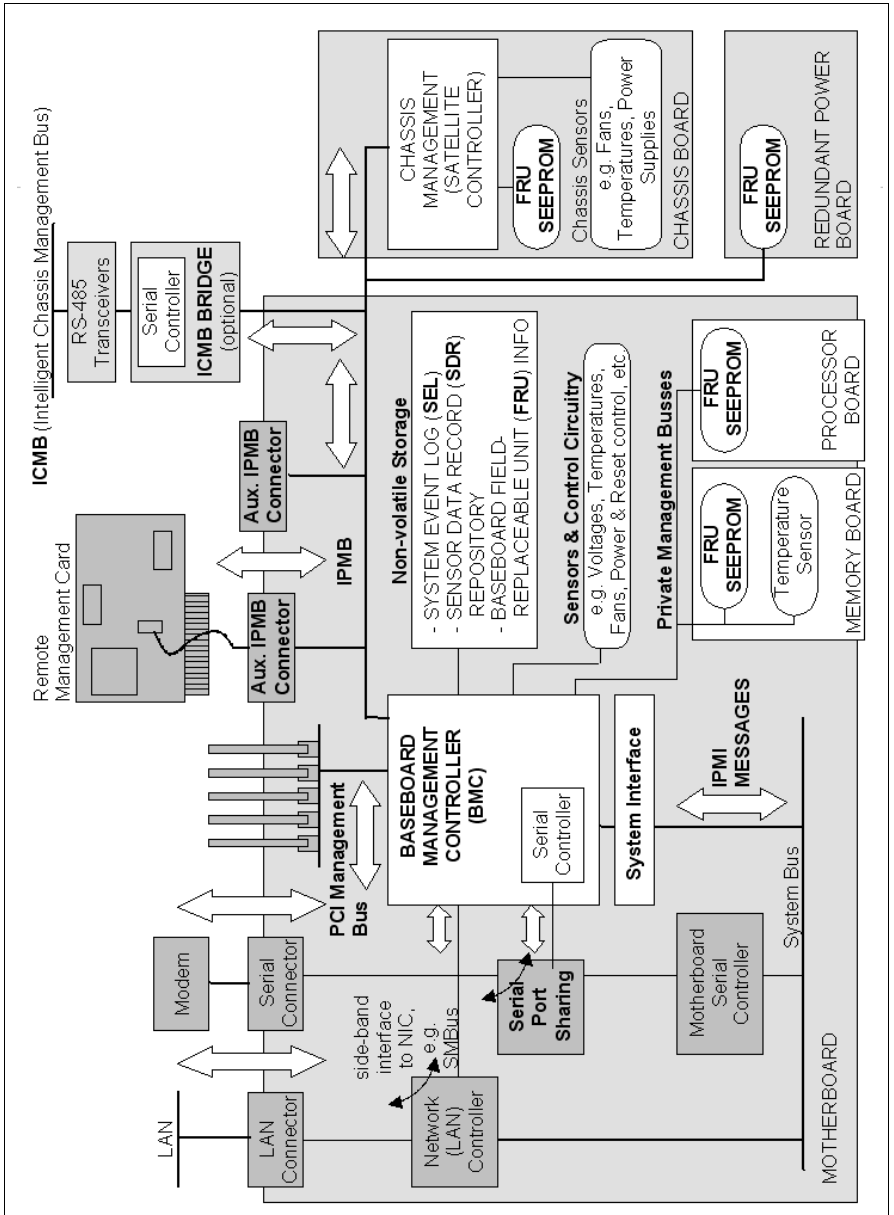 ICMB (Intelligent Chassis Management Bus)
RS-485
Transceivers
Serial
Controller
ICMB BRIDGE
(optional)
Remote
Management Card
Aux. IPMB
Connector
Aux. IPMB
Connector
IPMB
Modem
LAN
Serial
Connector
LAN
Connector
PCI Management
Bus
CHASSIS
MANAGEMENT
(SATELLITE
CONTROLLER)
FRU
SEEPROM
Chassis Sensors
e.g. Fans,
Temperatures, Power
Supplies
CHASSIS BOARD
FRU
SEEPROM
REDUNDANT POWER
BOARD
Non-volatile Storage
- SYSTEM EVENT LOG (SEL)
- SENSOR DATA RECORD (SDR)
REPOSITORY
- BASEBOARD FIELD-
REPLACEABLE UNIT (FRU) INFO
Sensors & Control Circuitry
e.g. Voltages, Temperatures,
Fans, Power & Reset control, etc.
Private Management Busses
FRU
SEEPROM
PROCESSOR
BOARD
FRU
SEEPROM
Temperature
Sensor
MEMORY BOARD
BASEBOARD
MANAGEMENT
CONTROLLER
(BMC)
Serial
Controller
System Interface
IPMI
MESSAGES
side-band
interface
to NIC,
e.g.
SMBus
Network
(LAN)
Controller
Serial
Port
Sharing
Motherboard
Serial
Controller
System Bus
MOTHERBOARD